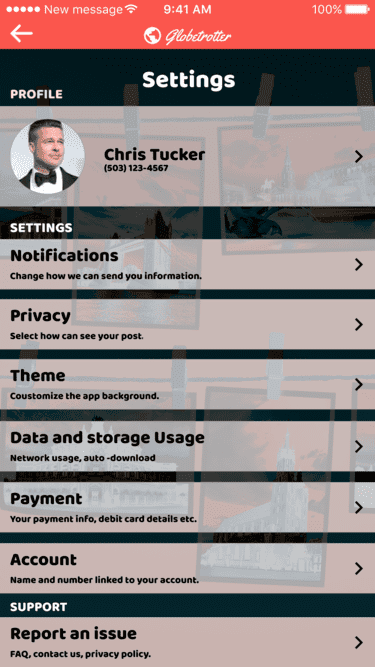 New message 9:41 AM 100%
Globetrotter
Settings
PROFILE
Chris Tucker
(503) 123-4567
SETTINGS
Notifications
Change how we can send you information.
Privacy
Select how can see your post.
Theme
Coustomize the app background.
Data and storage Usage
Network usage, auto -download
Payment
Your payment info, debit card details etc.
Account
Name and number linked to your account.
SUPPORT
Report an issue
FAQ, contact us, privacy policy.